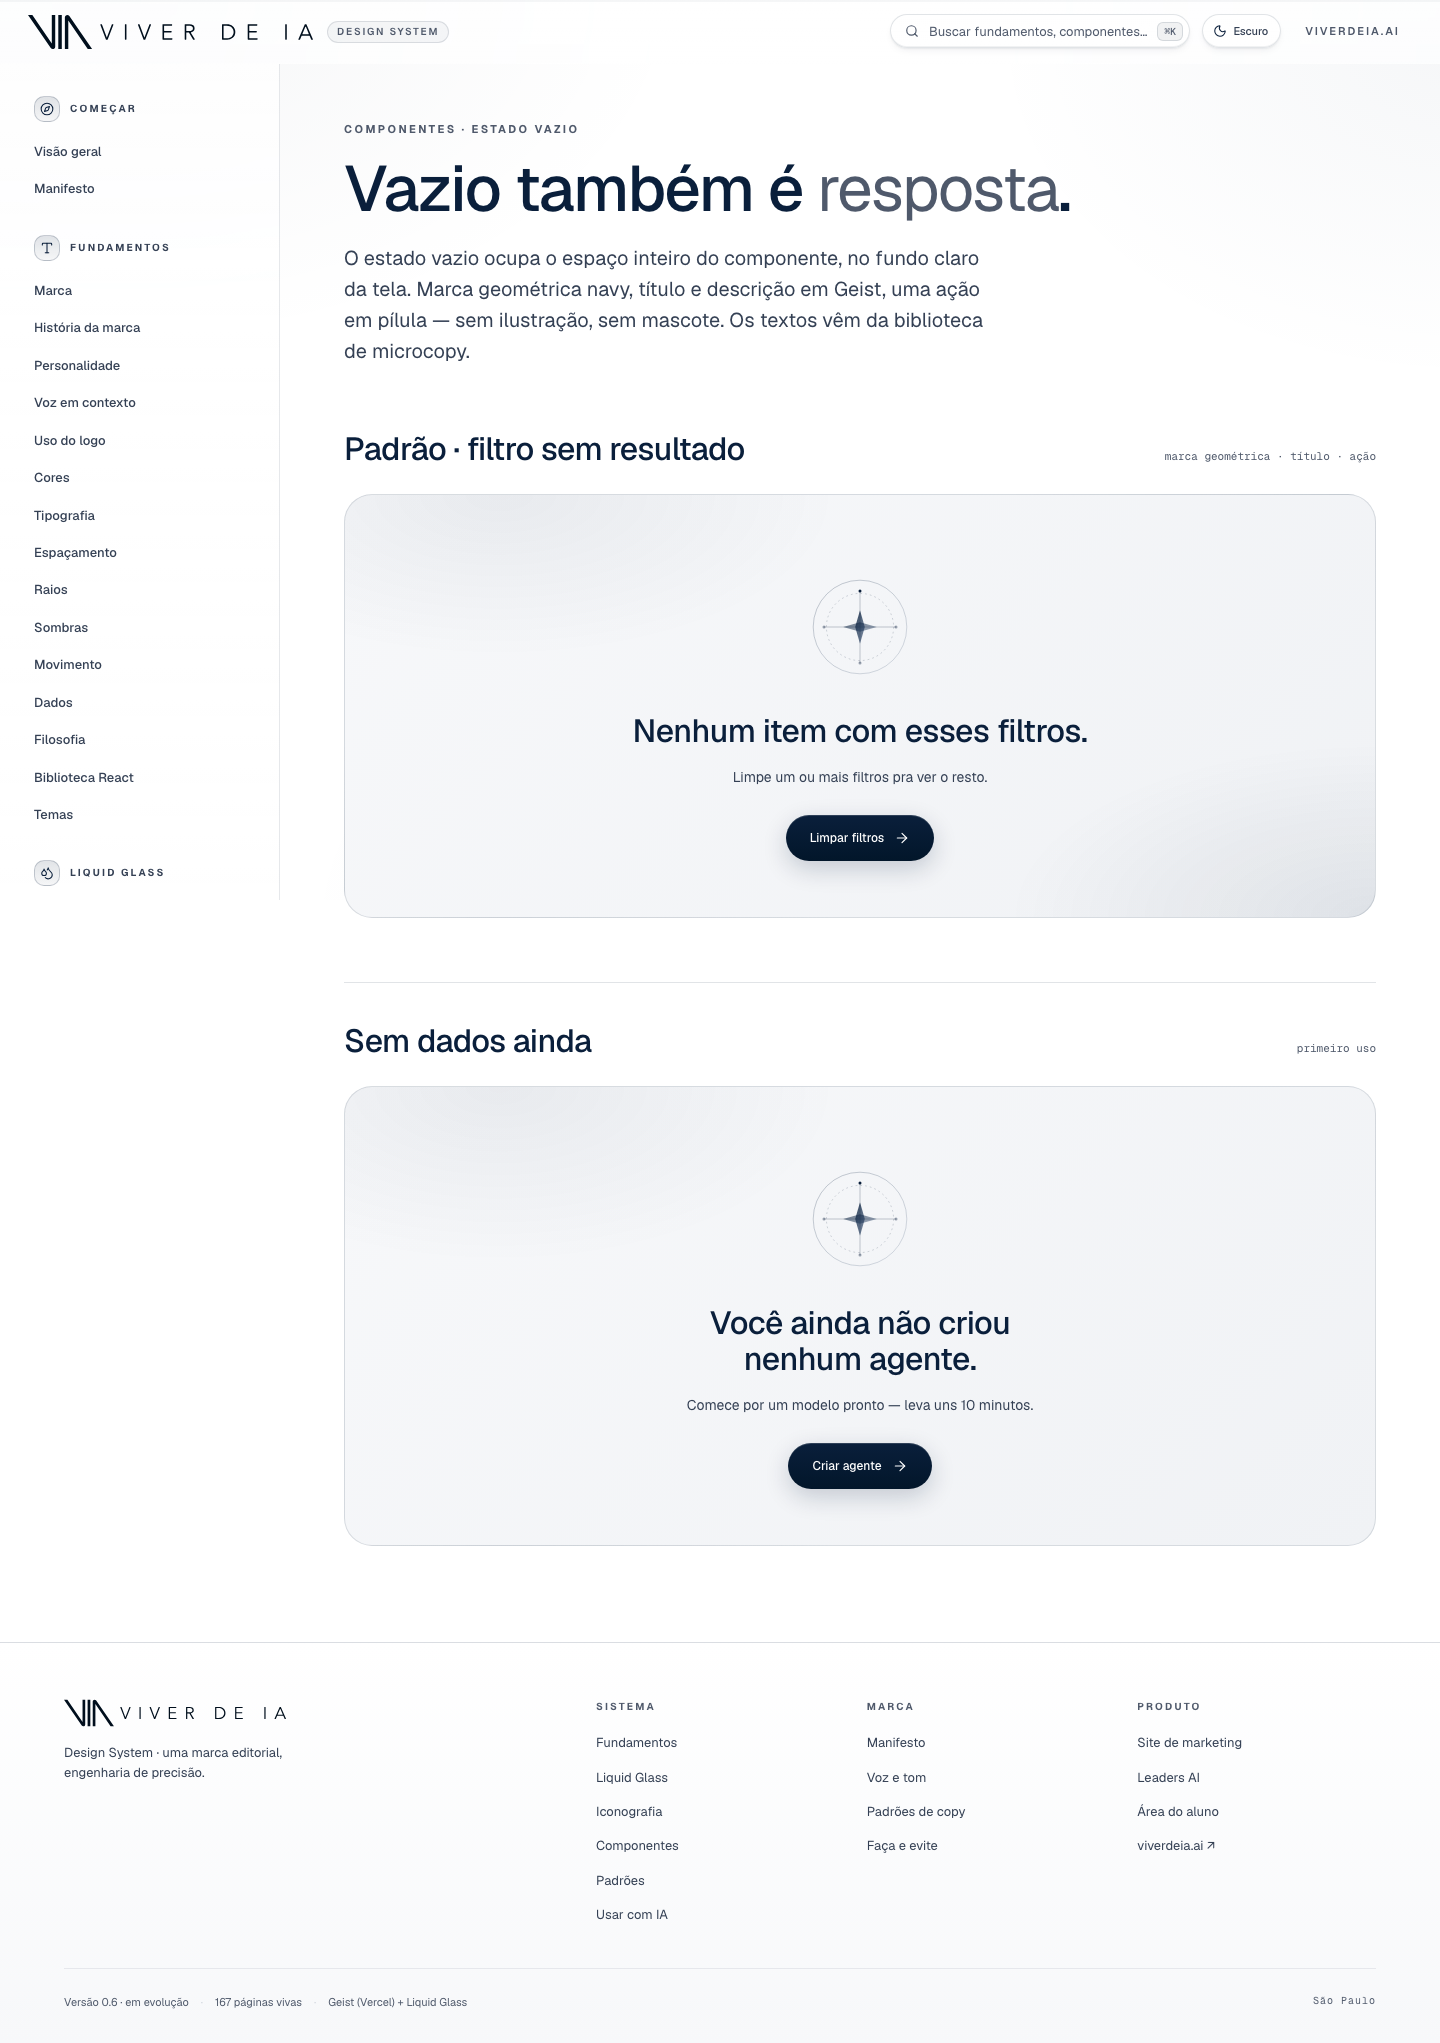 VIVER DE IA
DESIGN SYSTEM
Buscar fundamentos, componentes...
⌘K
Escuro
VIVERDEIA.AI
COMEÇAR
Visão geral
Manifesto
FUNDAMENTOS
Marca
História da marca
Personalidade
Voz em contexto
Uso do logo
Cores
Tipografia
Espaçamento
Raios
Sombras
Movimento
Dados
Filosofia
Biblioteca React
Temas
LIQUID GLASS
COMPONENTES · ESTADO VAZIO
Vazio também é resposta.
O estado vazio ocupa o espaço inteiro do componente, no fundo claro
da tela. Marca geométrica navy, título e descrição em Geist, uma ação
em pílula — sem ilustração, sem mascote. Os textos vêm da biblioteca
de microcopy.
Padrão · filtro sem resultado
marca geométrica · título · ação
Nenhum item com esses filtros.
Limpe um ou mais filtros pra ver o resto.
Limpar filtros →
Sem dados ainda
primeiro uso
Você ainda não criou
nenhum agente.
Comece por um modelo pronto — leva uns 10 minutos.
Criar agente →
VIVER DE IA
Design System · uma marca editorial,
engenharia de precisão.
SISTEMA
Fundamentos
Liquid Glass
Iconografia
Componentes
Padrões
Usar com IA
MARCA
Manifesto
Voz e tom
Padrões de copy
Faça e evite
PRODUTO
Site de marketing
Leaders AI
Área do aluno
viverdeia.ai ↗
Versão 0.6 · em evolução · 167 páginas vivas · Geist (Vercel) + Liquid Glass
São Paulo